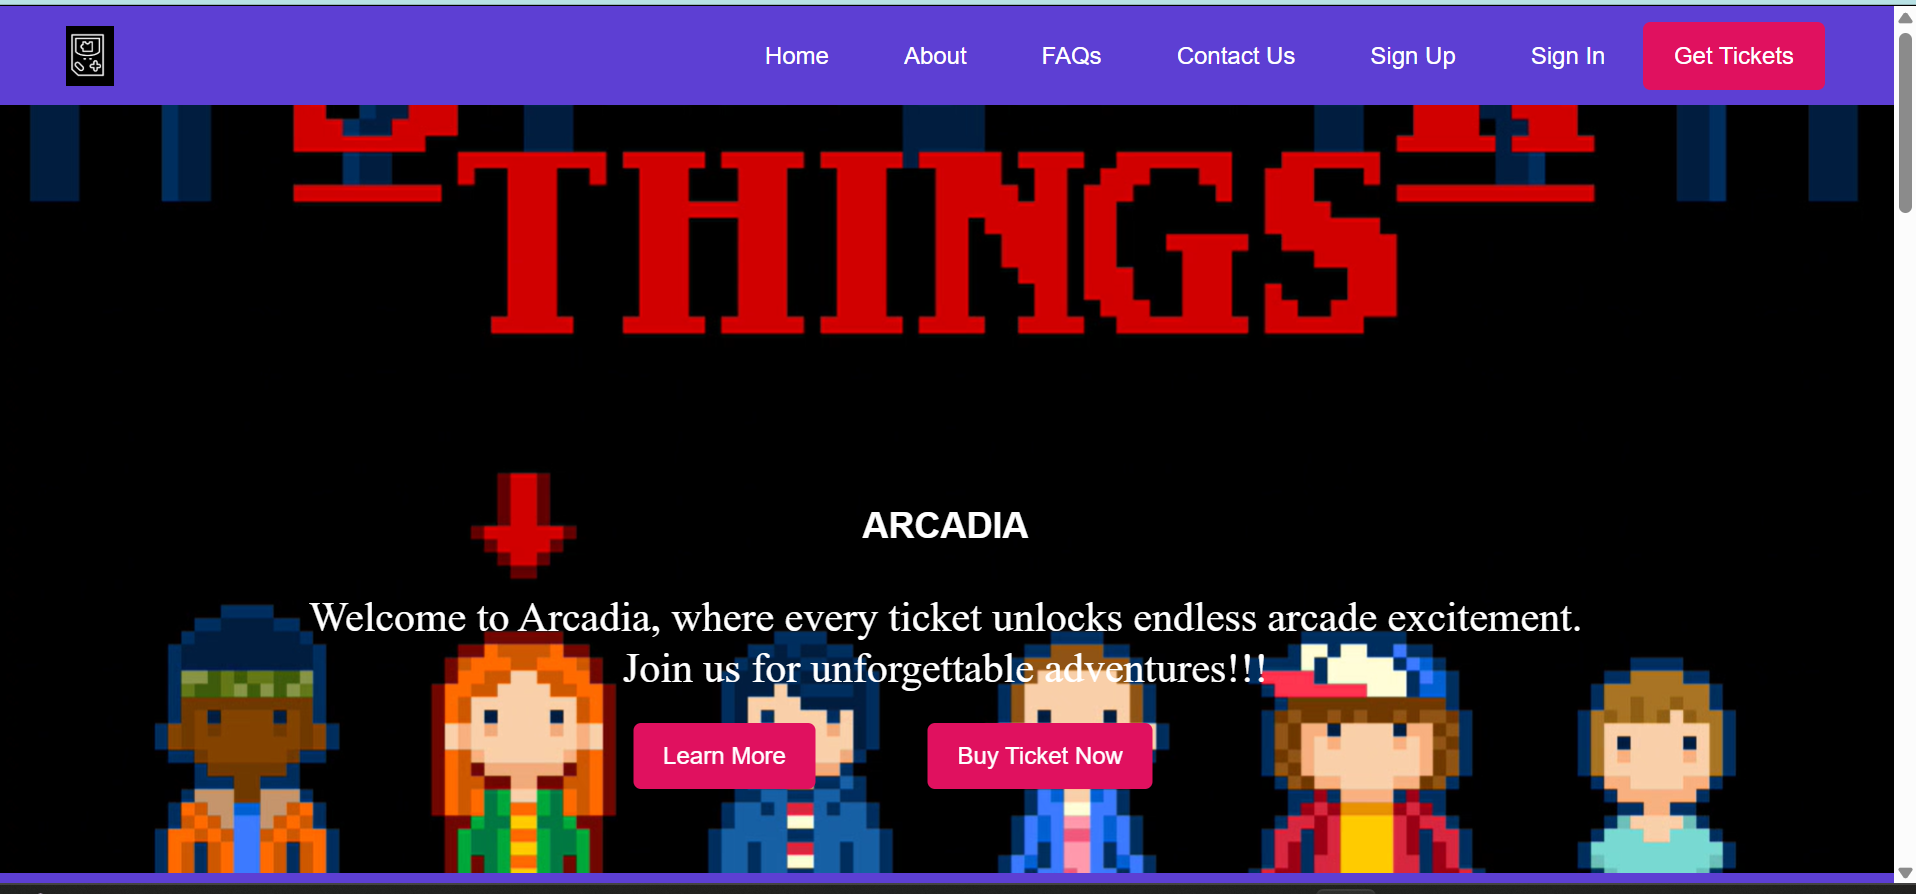 Home About FAQs Contact Us Sign Up Sign In Get Tickets
THINGS
ARCADIA
Welcome to Arcadia, where every ticket unlocks endless arcade excitement.
Join us for unforgettable adventures!!!
Learn More Buy Ticket Now